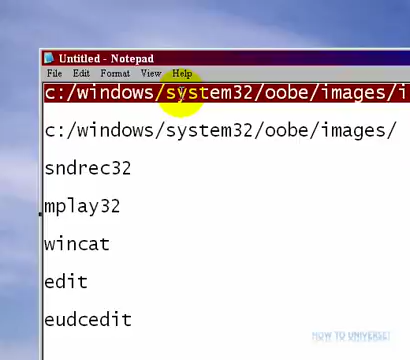 Untitled - Notepad
File Edit Format View Help
c:/windows/system32/oobe/images/i
c:/windows/system32/oobe/images/
sndrec32
mplay32
wincat
edit
eudcedit
HOW TO UNIVERSE!